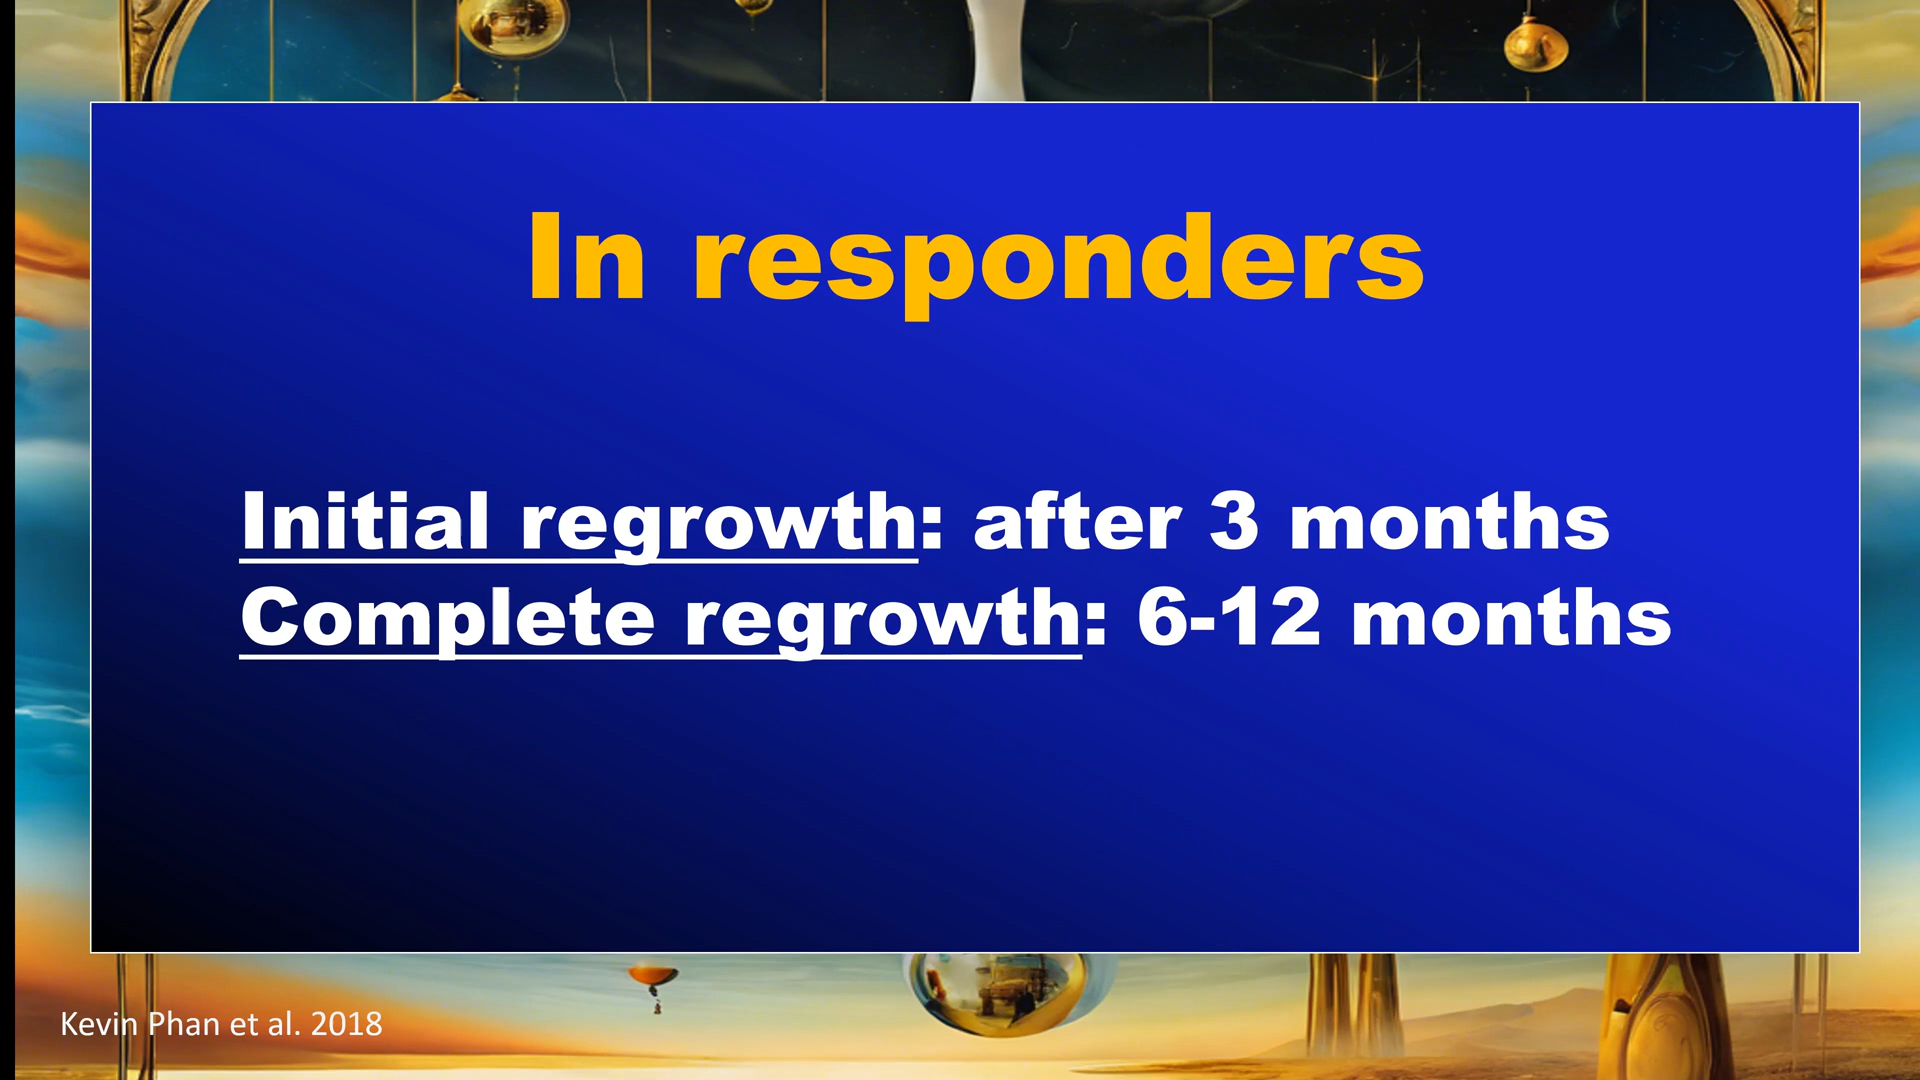 In responders
Initial regrowth: after 3 months
Complete regrowth: 6-12 months
Kevin Phan et al. 2018